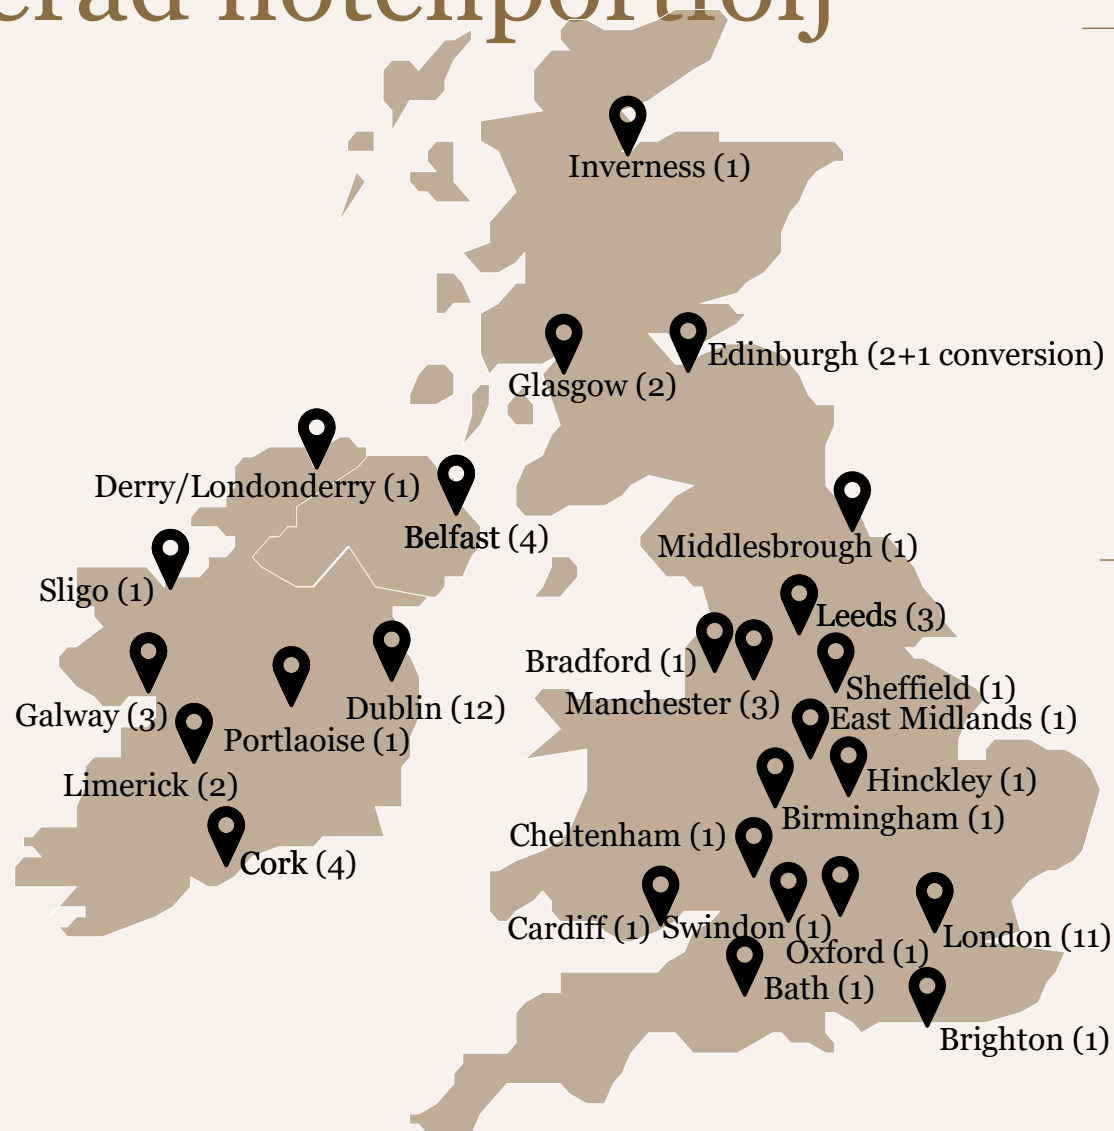 Inverness (1)
Edinburgh (2+1 conversion)
Glasgow (2)
Derry/Londonderry (1)
Belfast (4)
Middlesbrough (1)
Sligo (1)
Leeds (3)
Bradford (1)
Sheffield (1)
Manchester (3)
Galway (3)
Dublin (12)
East Midlands (1)
Portlaoise (1)
Limerick (2)
Hinckley (1)
Birmingham (1)
Cheltenham (1)
Cork (4)
Cardiff (1)
Swindon (1)
London (11)
Oxford (1)
Bath (1)
Brighton (1)